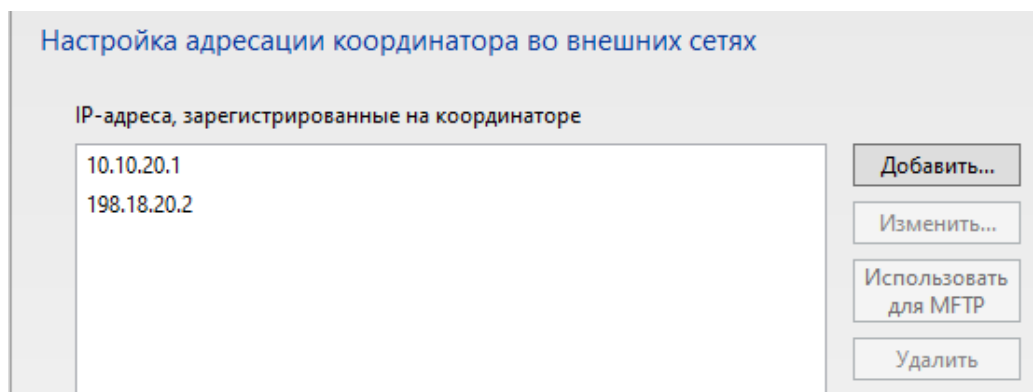 Настройка адресации координатора во внешних сетях
IP-адреса, зарегистрированные на координаторе
10.10.20.1
198.18.20.2
Добавить...
Изменить...
Использовать
для MFTP
Удалить